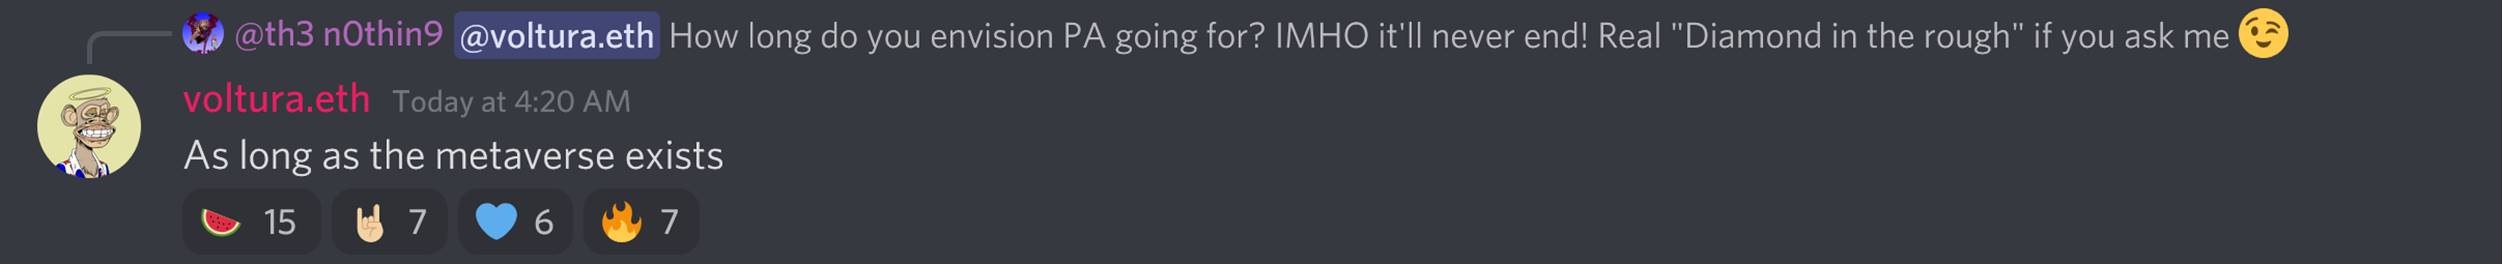 @th3 n0thin9 @voltura.eth How long do you envision PA going for? IMHO it'll never end! Real "Diamond in the rough" if you ask me 😉
voltura.eth Today at 4:20 AM
As long as the metaverse exists
🍉 15 🤘🏼 7 💙 6 🔥 7